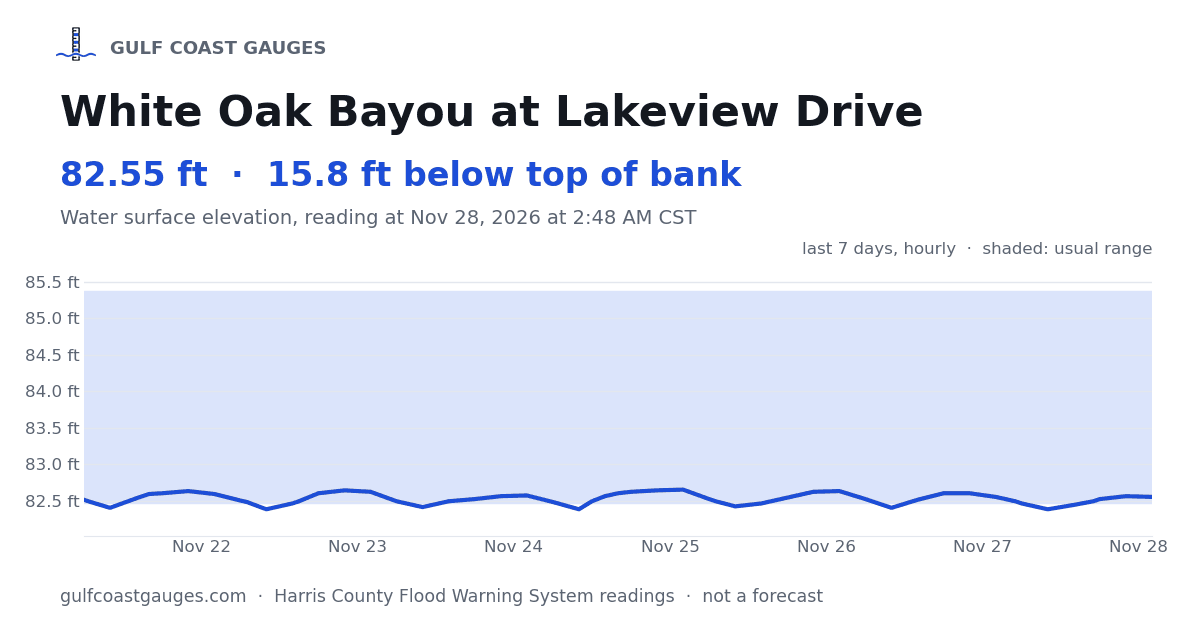 GULF COAST GAUGES
White Oak Bayou at Lakeview Drive
82.55 ft · 15.8 ft below top of bank
Water surface elevation, reading at Nov 28, 2026 at 2:48 AM CST
last 7 days, hourly · shaded: usual range
85.5 ft
85.0 ft
84.5 ft
84.0 ft
83.5 ft
83.0 ft
82.5 ft
Nov 22 Nov 23 Nov 24 Nov 25 Nov 26 Nov 27 Nov 28
gulfcoastgauges.com · Harris County Flood Warning System readings · not a forecast